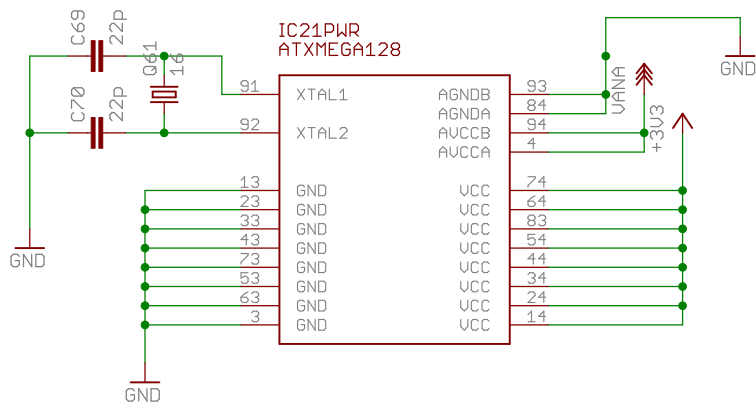 C69
22p
Q61
16
C70
22p
GND
IC21PWR
ATXMEGA128
91 XTAL1
92 XTAL2
13 GND
23 GND
33 GND
43 GND
73 GND
53 GND
63 GND
3 GND
GND
AGNDB 93
AGNDA 84
AVCCB 94
AVCCA 4
VCC 74
VCC 64
VCC 83
VCC 54
VCC 44
VCC 34
VCC 24
VCC 14
VANA
+3V3
GND